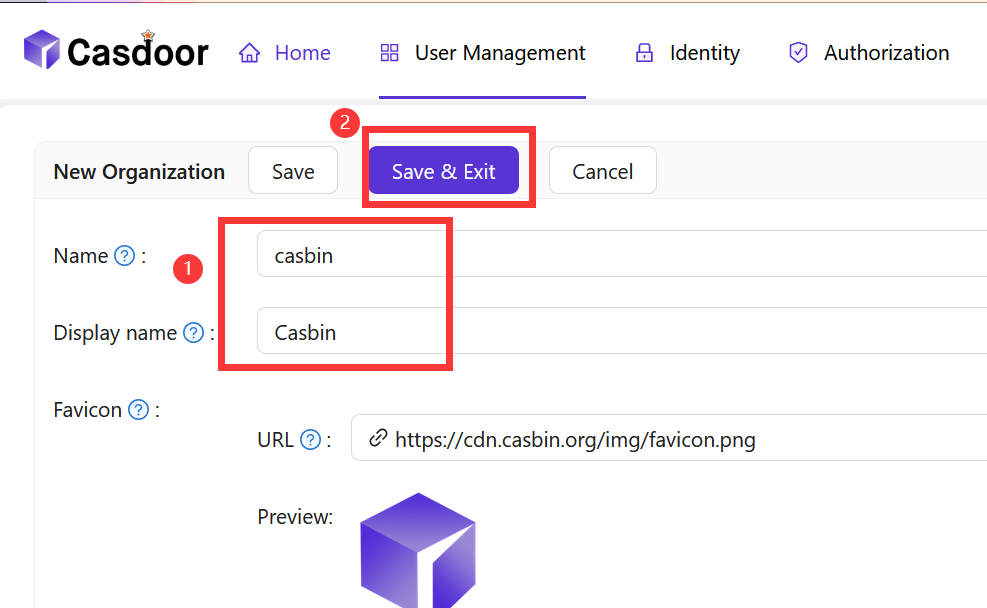 Casdoor Home User Management Identity Authorization
2
New Organization Save Save & Exit Cancel
Name ? : casbin
1
Display name ? : Casbin
Favicon ? :
URL ? : https://cdn.casbin.org/img/favicon.png
Preview: